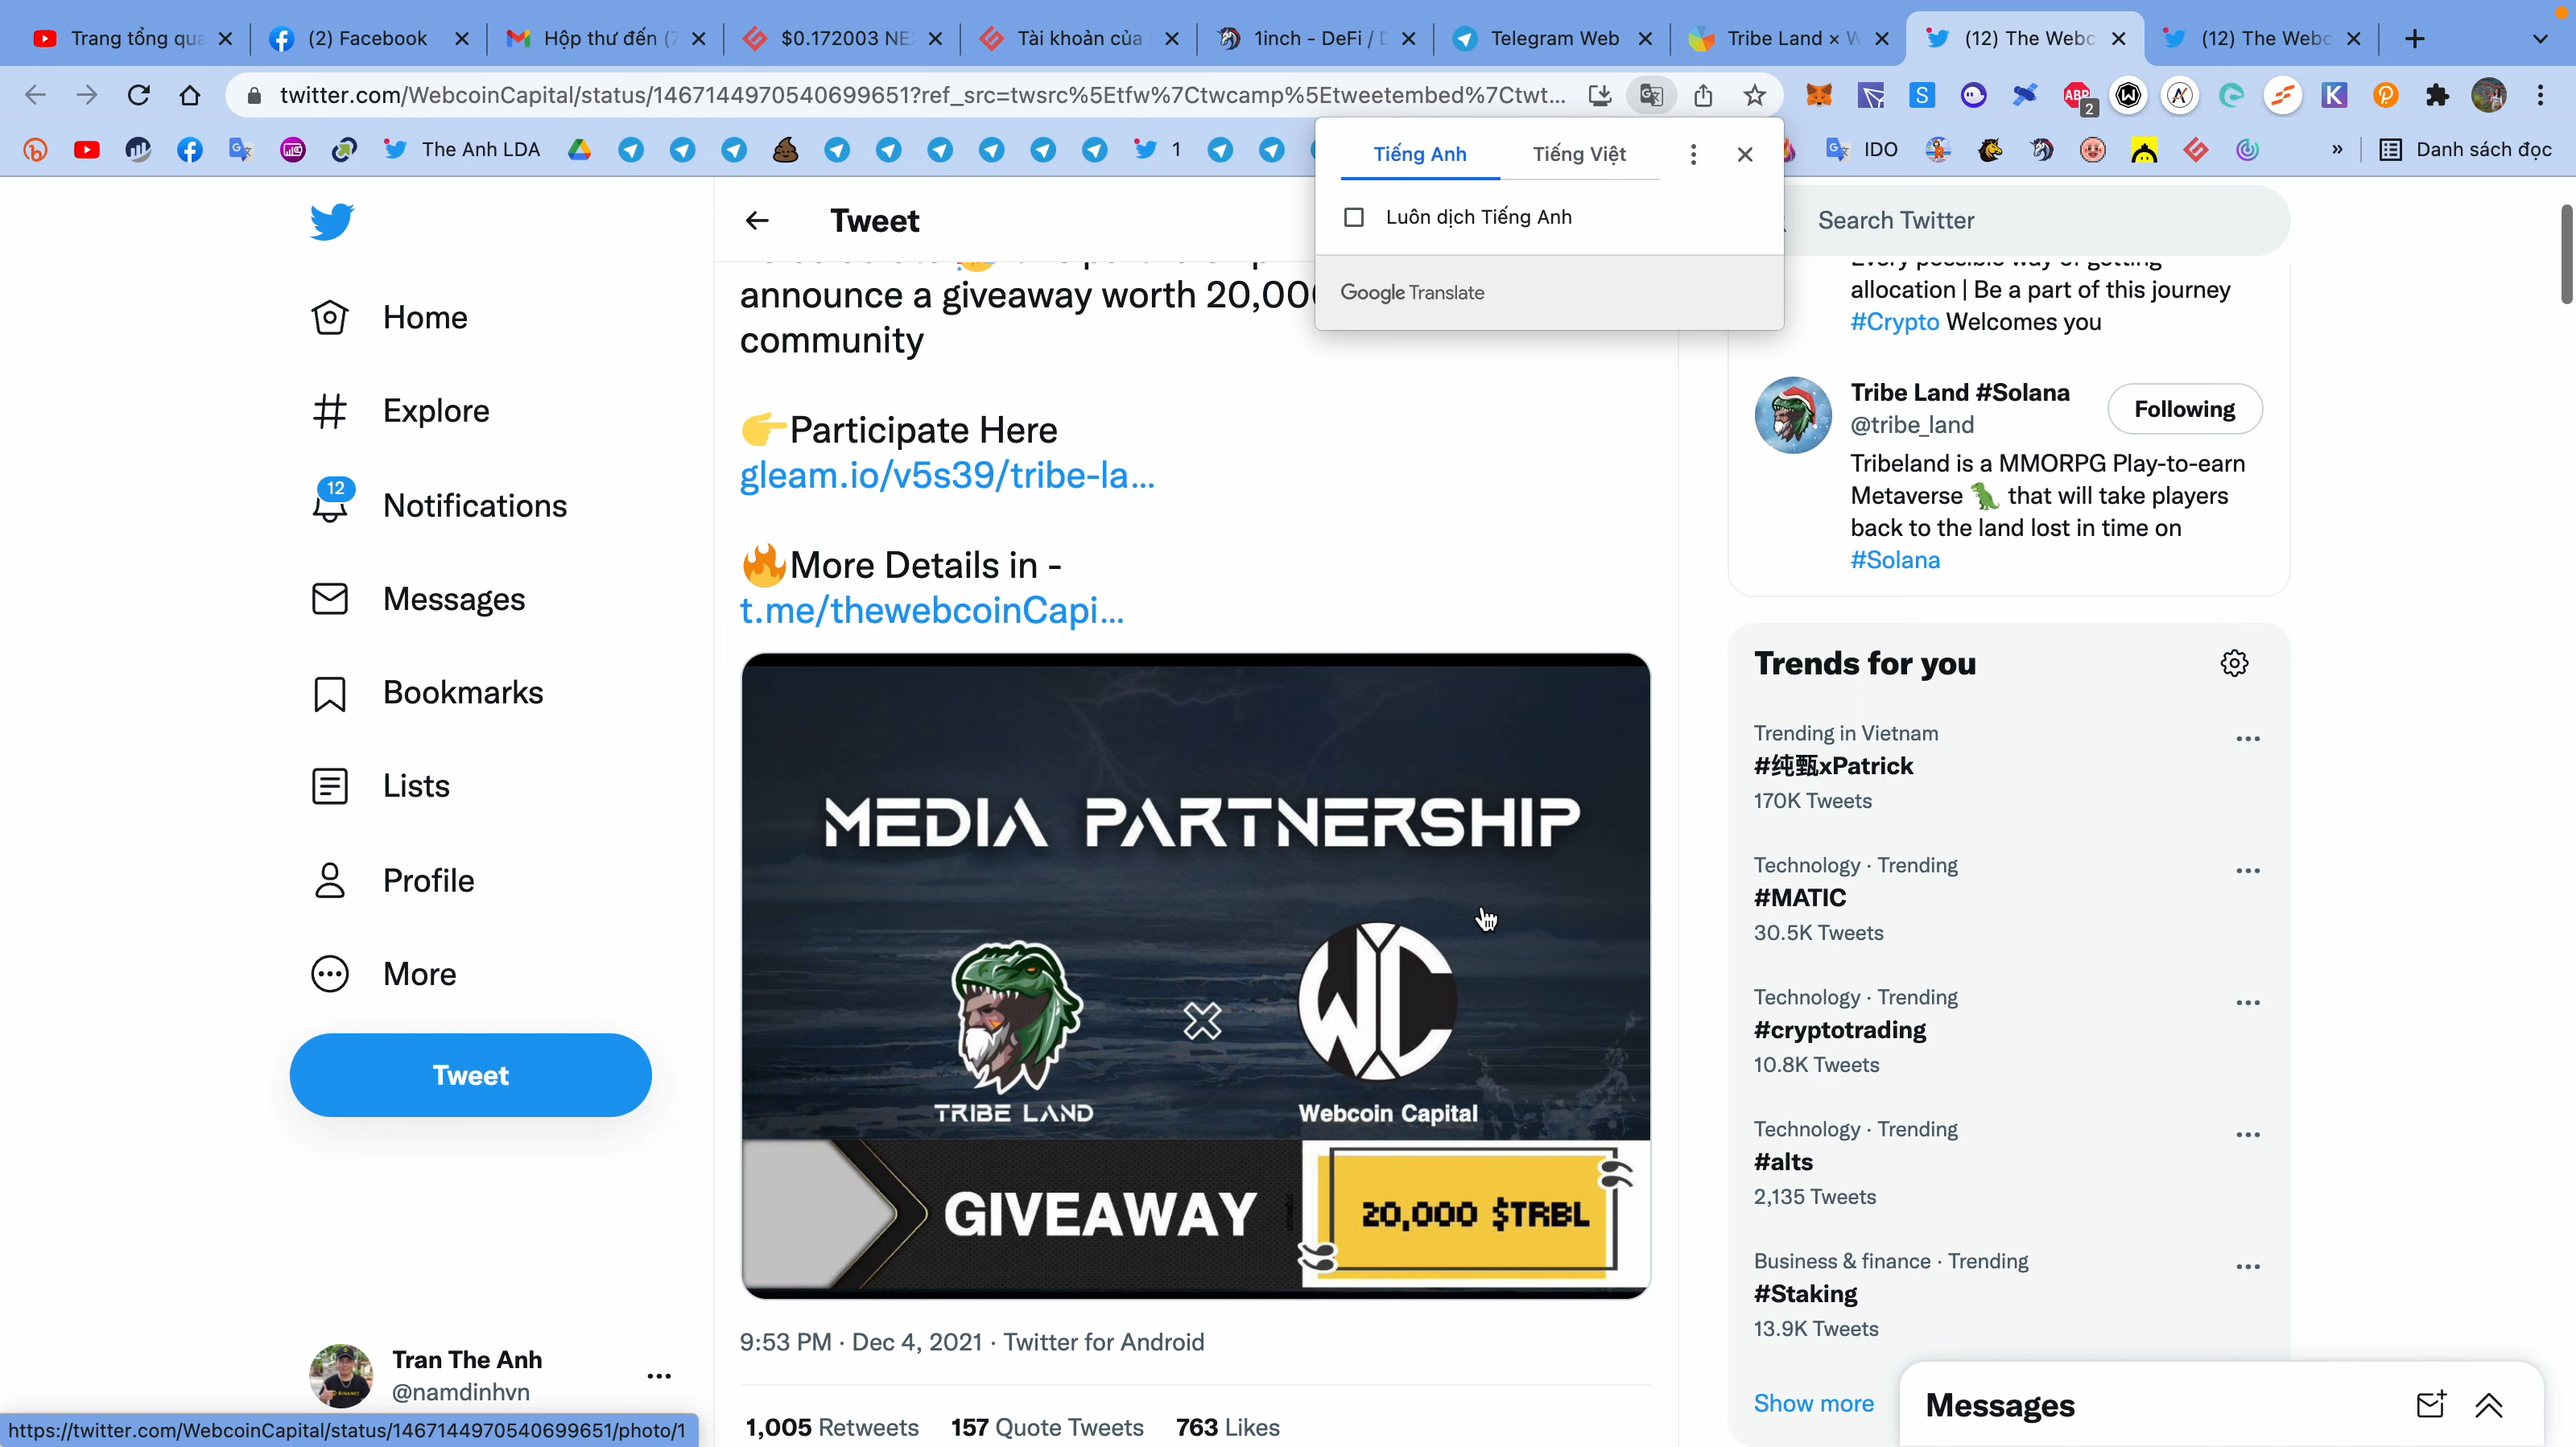 Trang tổng qua
(2) Facebook
Hộp thư đến (7
$0.172003 NE
Tài khoản của
1inch - DeFi / D
Telegram Web
Tribe Land × W
(12) The Webc
(12) The Webc
twitter.com/WebcoinCapital/status/1467144970540699651?ref_src=twsrc%5Etfw%7Ctwcamp%5Etweetembed%7Ctwt...
ABP
2
The Anh LDA
1
IDO
»
Danh sách đọc
Tiếng Anh
Tiếng Việt
Luôn dịch Tiếng Anh
Google Translate
Home
Explore
12
Notifications
Messages
Bookmarks
Lists
Profile
More
Tweet
Tran The Anh
@namdinhvn
https://twitter.com/WebcoinCapital/status/1467144970540699651/photo/1
Tweet
announce a giveaway worth 20,00
community
👉Participate Here
gleam.io/v5s39/tribe-la...
🔥More Details in -
t.me/thewebcoinCapi...
MEDIA PARTNERSHIP
TRIBE LAND
WC
Webcoin Capital
GIVEAWAY
20,000 $TRBL
9:53 PM · Dec 4, 2021 · Twitter for Android
1,005 Retweets 157 Quote Tweets 763 Likes
Search Twitter
Every possible way of getting
allocation | Be a part of this journey
#Crypto Welcomes you
Tribe Land #Solana
@tribe_land
Following
Tribeland is a MMORPG Play-to-earn
Metaverse 🦖 that will take players
back to the land lost in time on
#Solana
Trends for you
Trending in Vietnam
#纯甄xPatrick
170K Tweets
Technology · Trending
#MATIC
30.5K Tweets
Technology · Trending
#cryptotrading
10.8K Tweets
Technology · Trending
#alts
2,135 Tweets
Business & finance · Trending
#Staking
13.9K Tweets
Show more
Messages